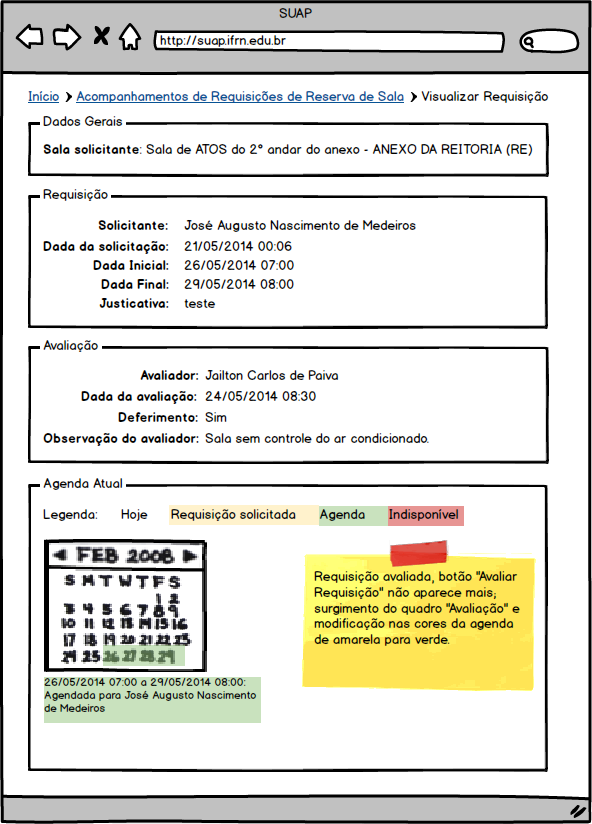 SUAP
http://suap.ifrn.edu.br
Início Acompanhamentos de Requisições de Reserva de Sala Visualizar Requisição
Dados Gerais
Sala solicitante: Sala de ATOS do 2° andar do anexo - ANEXO DA REITORIA (RE)
Requisição
Solicitante: José Augusto Nascimento de Medeiros
Dada da solicitação: 21/05/2014 00:06
Dada Inicial: 26/05/2014 07:00
Dada Final: 29/05/2014 08:00
Justicativa: teste
Avaliação
Avaliador: Jailton Carlos de Paiva
Dada da avaliação: 24/05/2014 08:30
Deferimento: Sim
Observação do avaliador: Sala sem controle do ar condicionado.
Agenda Atual
Legenda: Hoje Requisição solicitada Agenda Indisponível
FEB 2008
S M T W T F S
1 2
3 4 5 6 7 8 9
10 11 12 13 14 15 16
17 18 19 20 21 22 23
24 25 26 27 28 29
26/05/2014 07:00 a 29/05/2014 08:00:
Agendada para José Augusto Nascimento
de Medeiros
Requisição avaliada, botão "Avaliar
Requisição" não aparece mais;
surgimento do quadro "Avaliação" e
modificação nas cores da agenda
de amarela para verde.